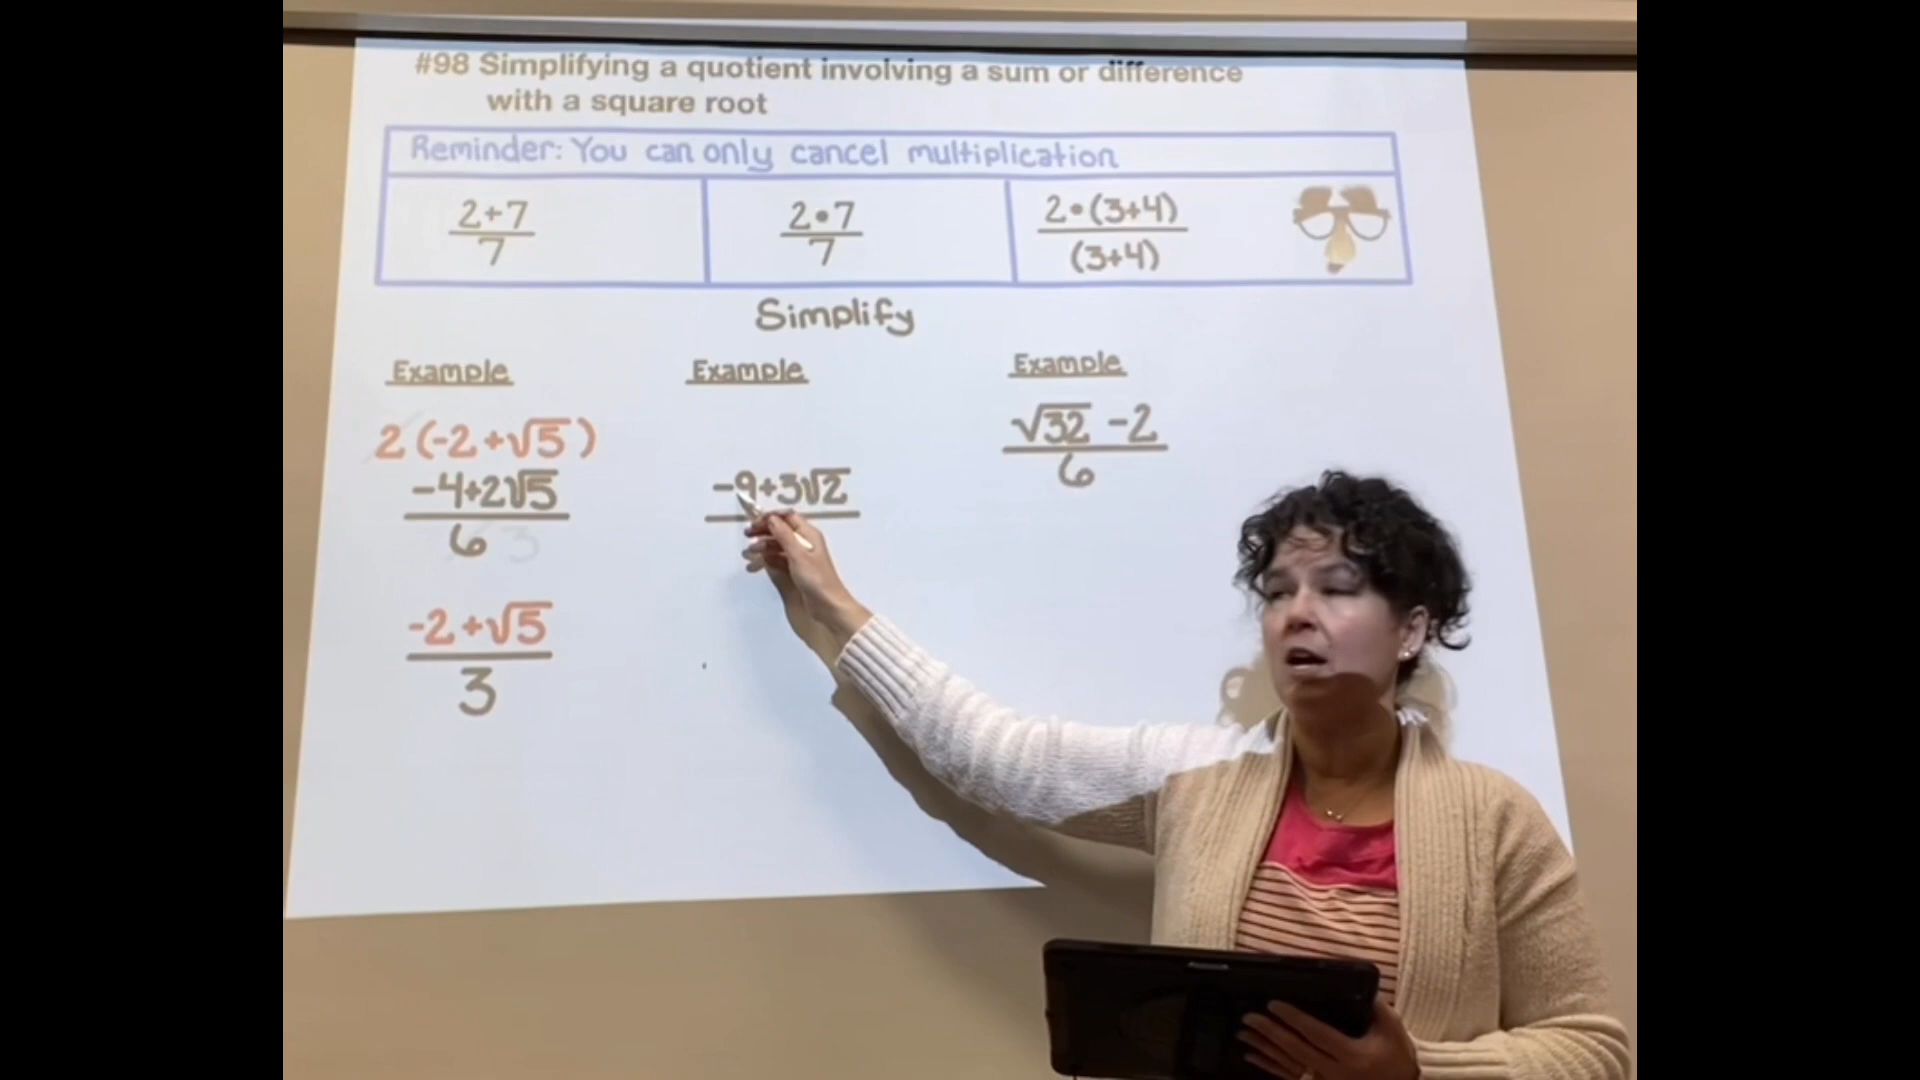 #98 Simplifying a quotient involving a sum or difference
with a square root
Reminder: You can only cancel multiplication
2+7
7
2•7
7
2•(3+4)
(3+4)
Simplify
Example
2(-2+√5)
-4+2√5
6 3
-2+√5
3
Example
-9+3√2
Example
√32 -2
6